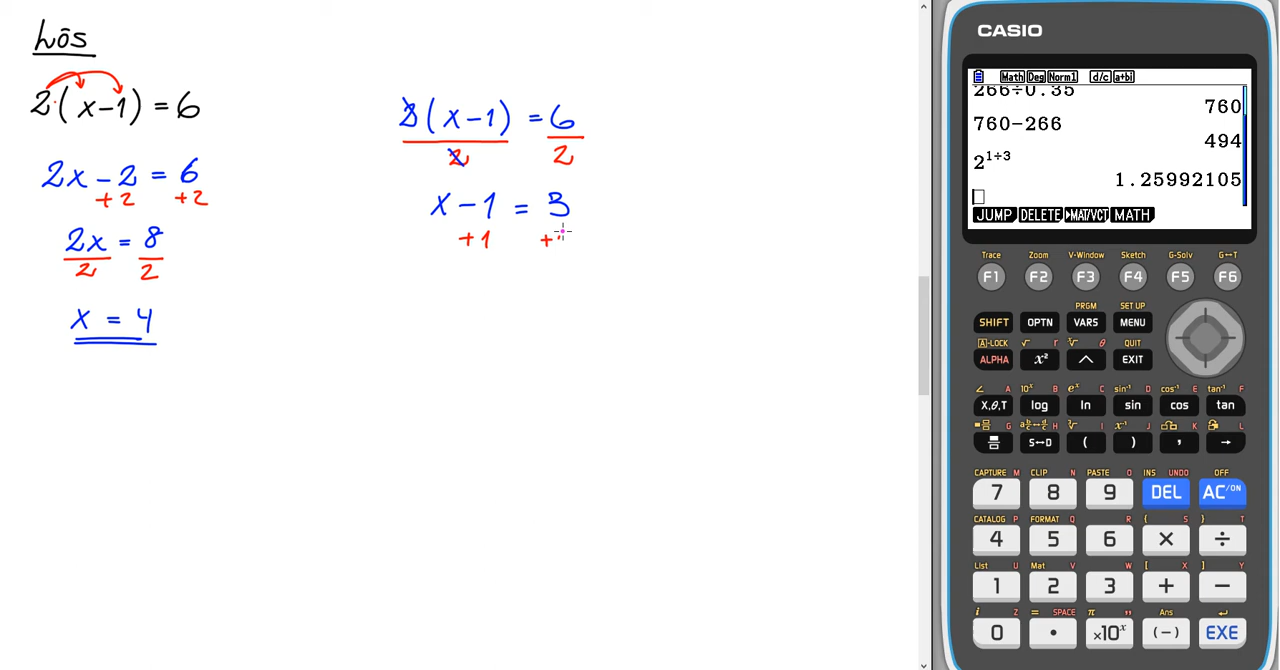 Lös
2(x-1) = 6
2x - 2 = 6
+2 +2
2x = 8
2 2
x = 4
2(x-1) = 6
2 2
x - 1 = 3
+1 +
CASIO
Math Deg Norm1 d/c a+bi
266÷0.35
760
760-266
494
2^(1÷3)
1.25992105
JUMP DELETE ▶MAT/VCT MATH
Trace Zoom V-Window Sketch G-Solv G↔T
F1 F2 F3 F4 F5 F6
PRGM SET UP
SHIFT OPTN VARS MENU
A-LOCK √ r ∛ θ QUIT
ALPHA x² ^ EXIT
∠ A 10ˣ B eˣ C sin⁻¹ D cos⁻¹ E tan⁻¹ F
X,θ,T log ln sin cos tan
G H ∛ I x⁻¹ J K L
S↔D ( ) , →
CAPTURE M CLIP N PASTE O INS UNDO OFF
7 8 9 DEL AC/ON
CATALOG P FORMAT Q R { S } T
4 5 6 × ÷
List U Mat V W [ X ] Y
1 2 3 + −
i Z = SPACE π " Ans ↵
0 • ×10ˣ (−) EXE